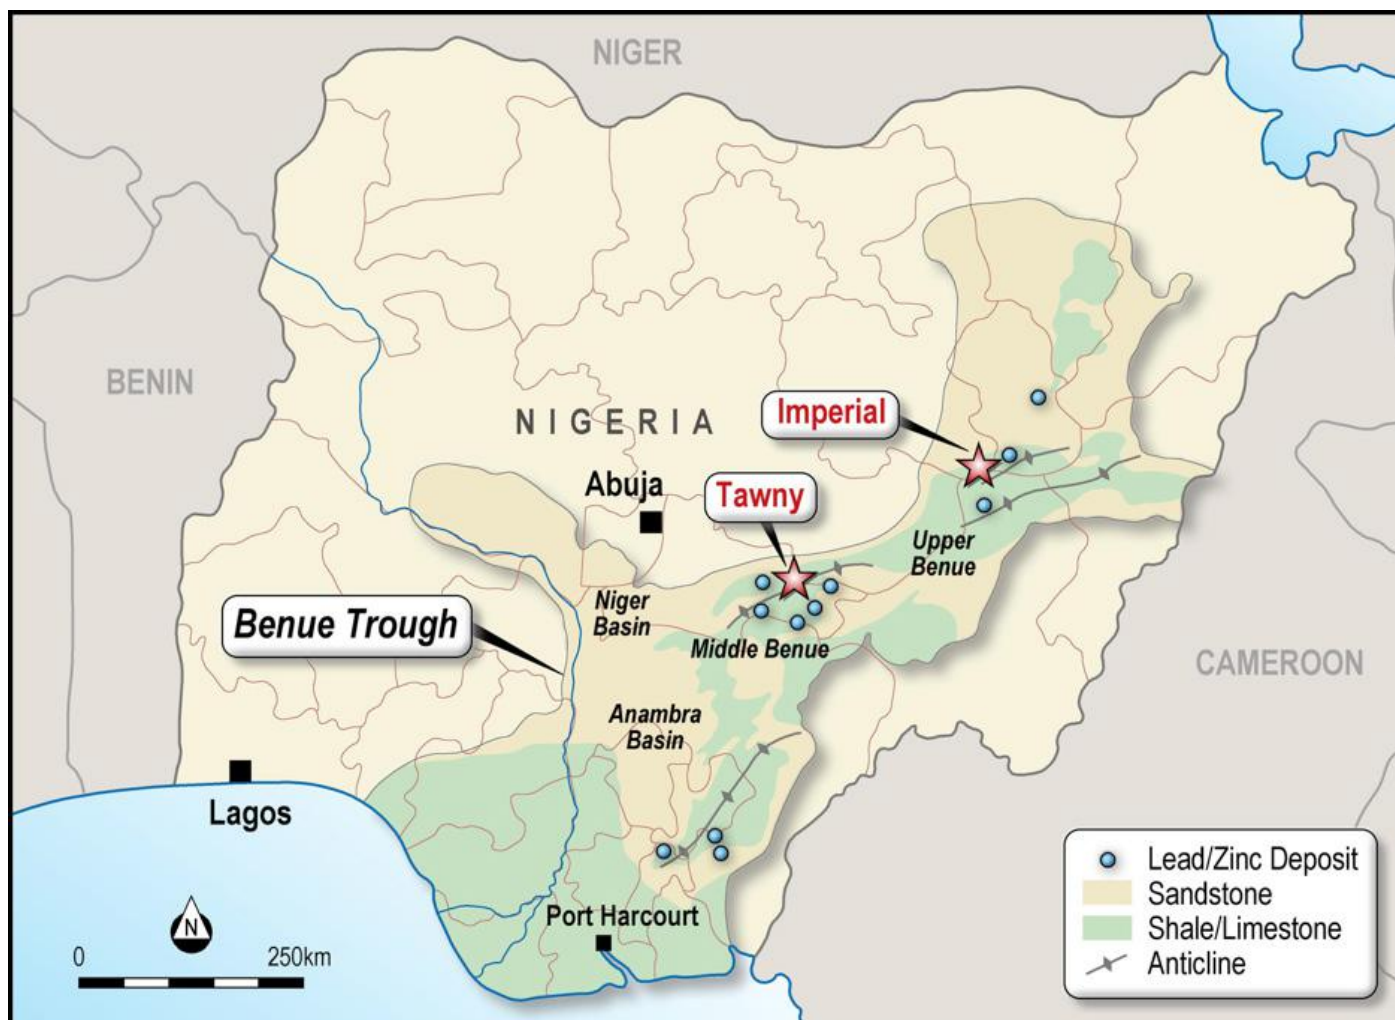 NIGER
BENIN
NIGERIA
Imperial
Abuja
Tawny
Upper
Benue
Niger
Basin
Benue Trough
Middle Benue
CAMEROON
Anambra
Basin
Lagos
Port Harcourt
N
0 250km
Lead/Zinc Deposit
Sandstone
Shale/Limestone
Anticline